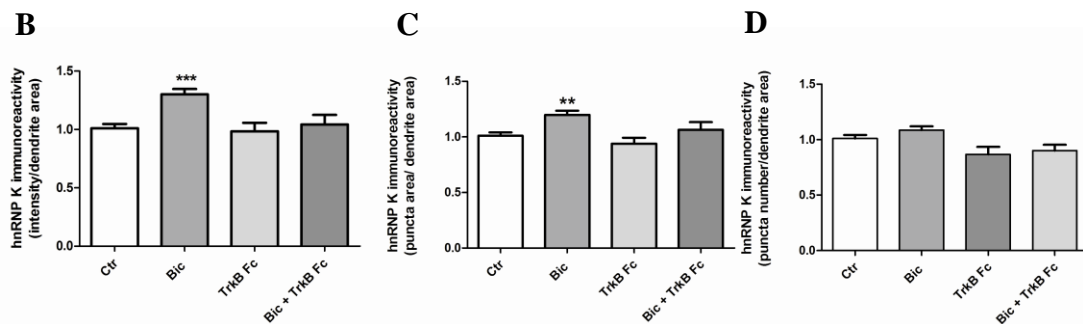 B
hnRNP K immunoreactivity
(intensity/dendrite area)
1.5
1.0
0.5
0.0
***
Ctr
Bic
TrkB Fc
Bic + TrkB Fc
C
hnRNP K immunoreactivity
(puncta area/ dendrite area)
1.5
1.0
0.5
0.0
**
Ctr
Bic
TrkB Fc
Bic + TrkB Fc
D
hnRNP K immunoreactivity
(puncta number/dendrite area)
1.5
1.0
0.5
0.0
Ctr
Bic
TrkB Fc
Bic + TrkB Fc